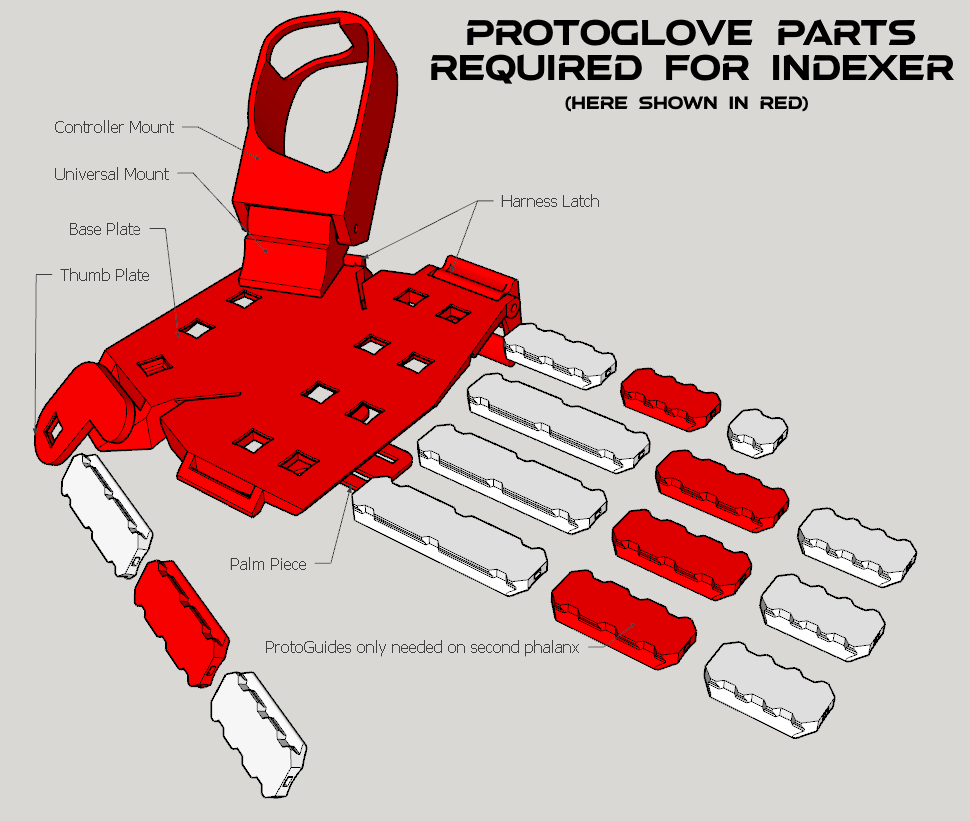 PROTOGLOVE PARTS
REQUIRED FOR INDEXER
(HERE SHOWN IN RED)
Controller Mount
Universal Mount
Harness Latch
Base Plate
Thumb Plate
Palm Piece
ProtoGuides only needed on second phalanx